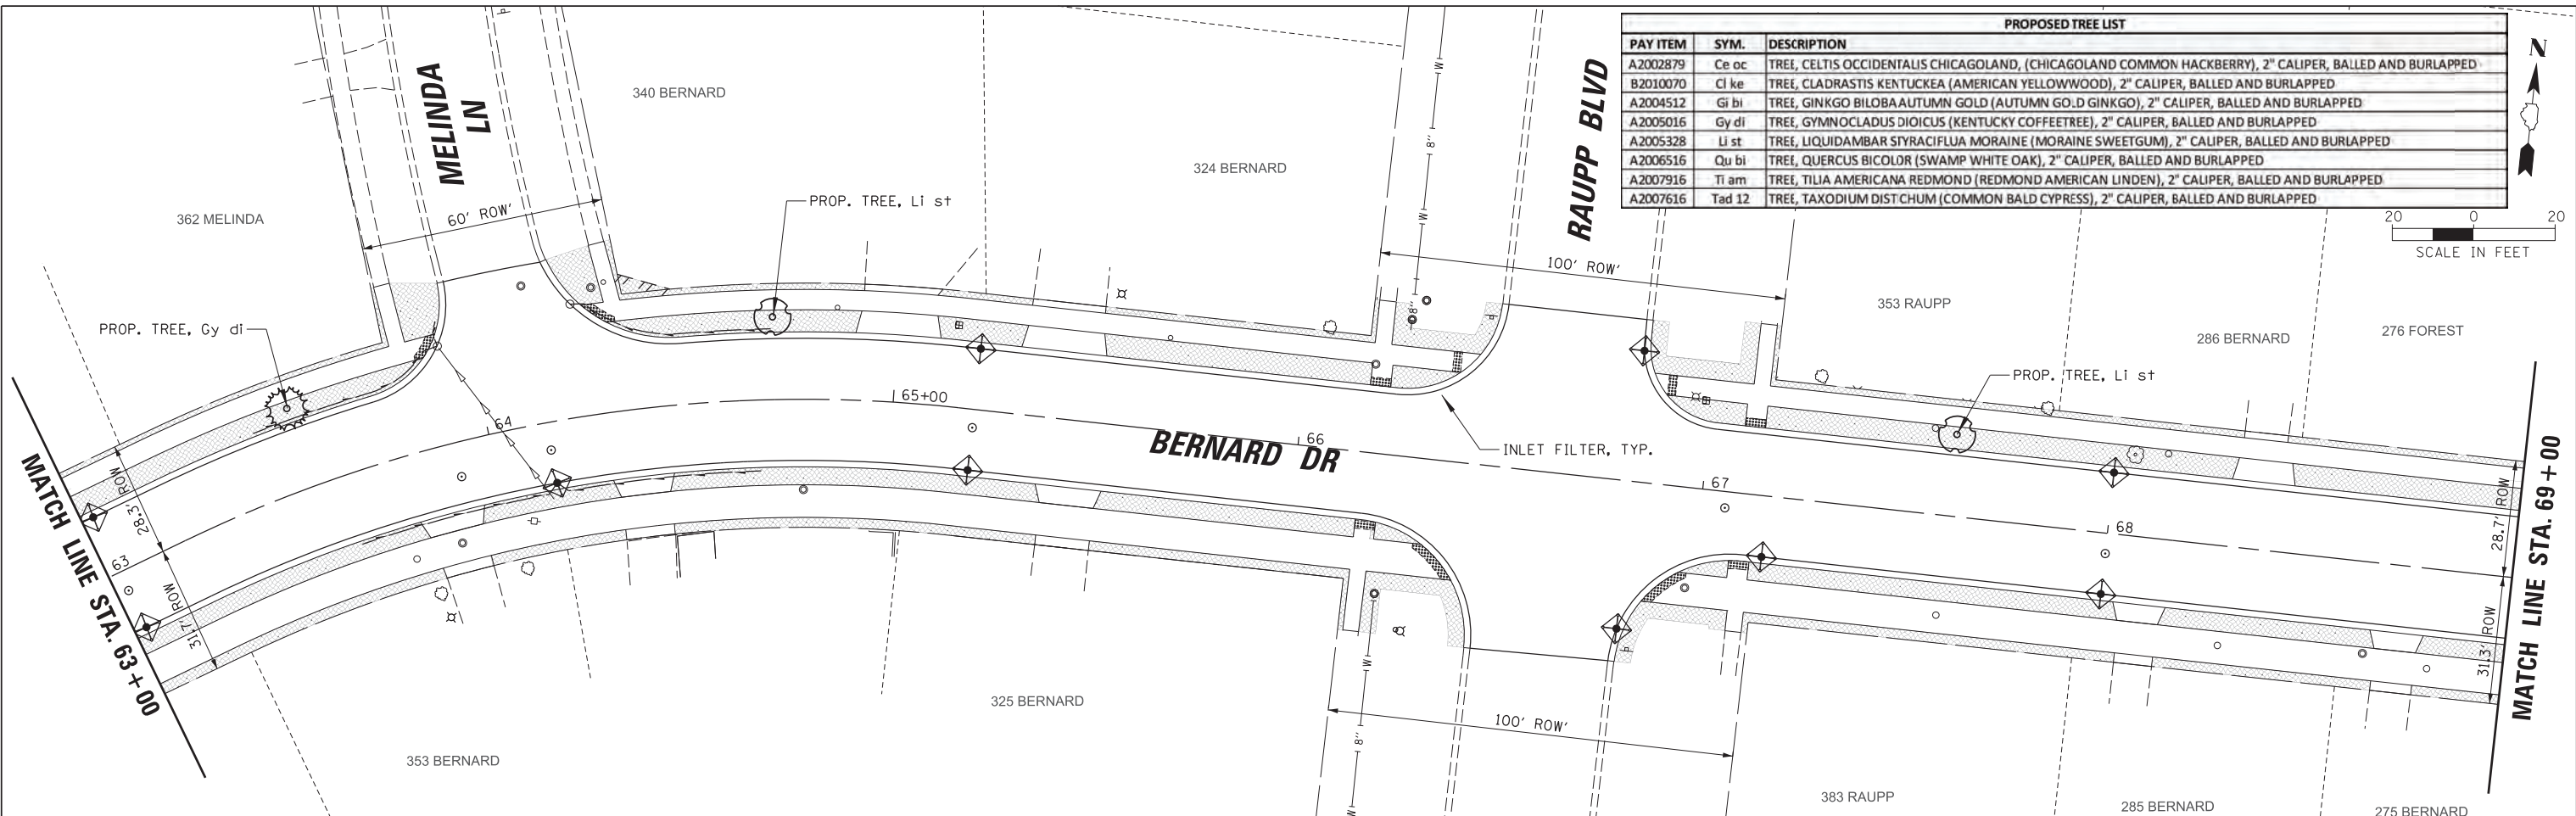 PROPOSED TREE LIST
PAY ITEM SYM. DESCRIPTION
A2002879 Ce oc TREE, CELTIS OCCIDENTALIS CHICAGOLAND, (CHICAGOLAND COMMON HACKBERRY), 2" CALIPER, BALLED AND BURLAPPED
B2010070 Cl ke TREE, CLADRASTIS KENTUCKEA (AMERICAN YELLOWWOOD), 2" CALIPER, BALLED AND BURLAPPED
A2004512 Gi bi TREE, GINKGO BILOBA AUTUMN GOLD (AUTUMN GOLD GINKGO), 2" CALIPER, BALLED AND BURLAPPED
A2005016 Gy di TREE, GYMNOCLADUS DIOICUS (KENTUCKY COFFEETREE), 2" CALIPER, BALLED AND BURLAPPED
A2005328 Li st TREE, LIQUIDAMBAR STYRACIFLUA MORAINE (MORAINE SWEETGUM), 2" CALIPER, BALLED AND BURLAPPED
A2006516 Qu bi TREE, QUERCUS BICOLOR (SWAMP WHITE OAK), 2" CALIPER, BALLED AND BURLAPPED
A2007916 Ti am TREE, TILIA AMERICANA REDMOND (REDMOND AMERICAN LINDEN), 2" CALIPER, BALLED AND BURLAPPED
A2007616 Tad 12 TREE, TAXODIUM DISTICHUM (COMMON BALD CYPRESS), 2" CALIPER, BALLED AND BURLAPPED
N
20 0 20
SCALE IN FEET
MELINDA
LN
340 BERNARD
324 BERNARD
RAUPP BLVD
362 MELINDA
60' ROW'
PROP. TREE, Li st
W
8"
W
8"
100' ROW'
353 RAUPP
286 BERNARD
276 FOREST
PROP. TREE, Gy di
PROP. TREE, Li st
64
65+00
66
67
68
63
BERNARD DR
INLET FILTER, TYP.
MATCH LINE STA. 63+00
28.3' ROW
31.7' ROW
28.7' ROW
31.3' ROW
MATCH LINE STA. 69+00
W
8"
W
100' ROW'
325 BERNARD
353 BERNARD
383 RAUPP
285 BERNARD
275 BERNARD